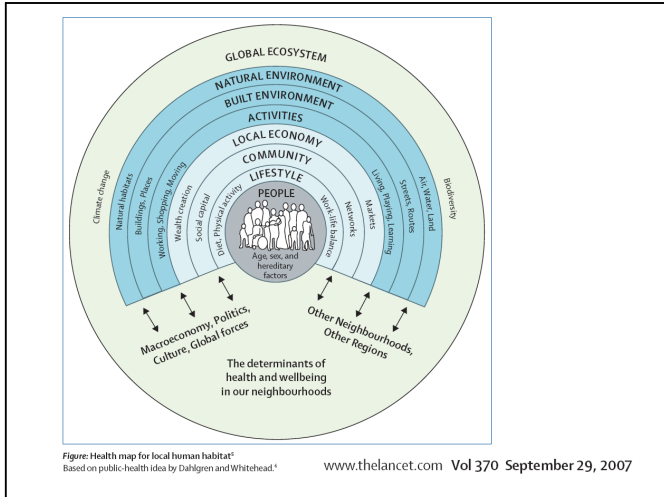 GLOBAL ECOSYSTEM
NATURAL ENVIRONMENT
BUILT ENVIRONMENT
ACTIVITIES
LOCAL ECONOMY
COMMUNITY
LIFESTYLE
PEOPLE
Climate change
Natural habitats
Buildings, Places
Working, Shopping, Moving
Wealth creation
Social capital
Diet, Physical activity
Work-life balance
Networks
Markets
Living, Playing, Learning
Streets, Routes
Air, Water, Land
Biodiversity
Age, sex, and
hereditary
factors
Macroeconomy, Politics,
Culture, Global forces
Other Neighbourhoods,
Other Regions
The determinants of
health and wellbeing
in our neighbourhoods
Figure: Health map for local human habitat⁵
Based on public-health idea by Dahlgren and Whitehead.⁴
www.thelancet.com Vol 370 September 29, 2007